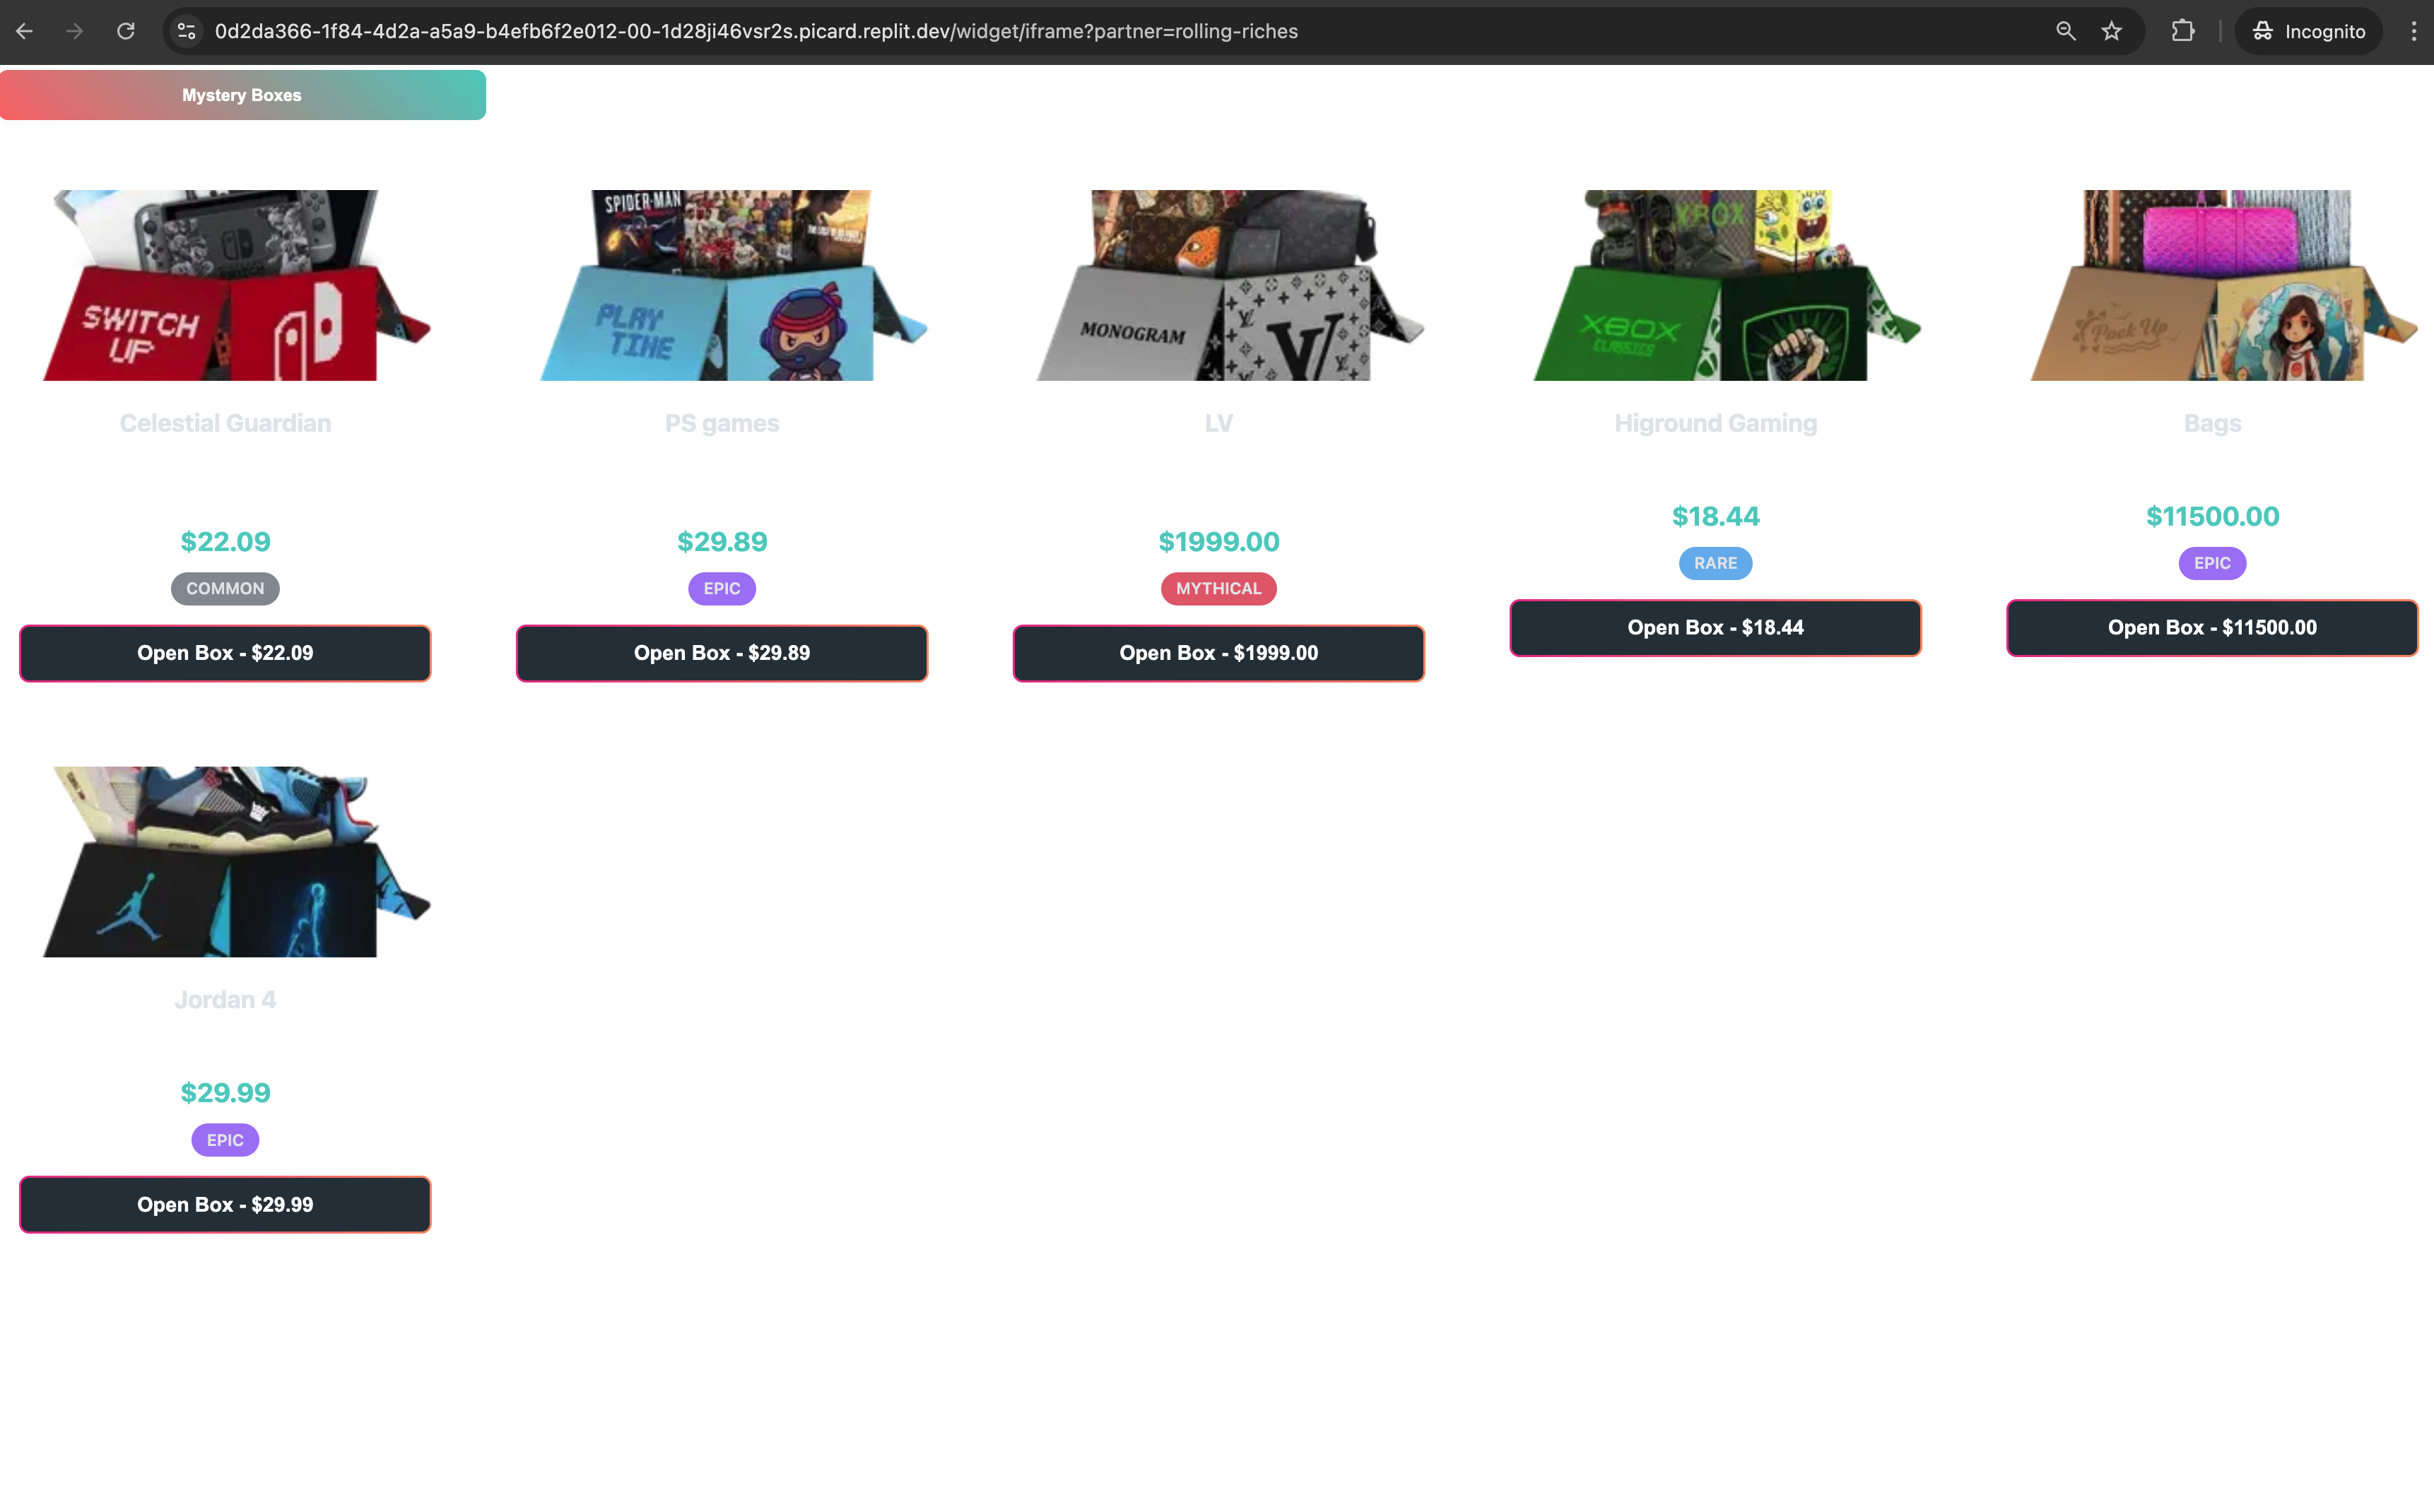 0d2da366-1f84-4d2a-a5a9-b4efb6f2e012-00-1d28ji46vsr2s.picard.replit.dev/widget/iframe?partner=rolling-riches
Incognito
Mystery Boxes
SWITCH
UP
SPIDER-MAN
PLAY
TIME
MONOGRAM
LV
XBOX
XBOX
CLASSICS
Pack Up
Celestial Guardian
PS games
LV
Higround Gaming
Bags
$22.09
$29.89
$1999.00
$18.44
$11500.00
COMMON
EPIC
MYTHICAL
RARE
EPIC
Open Box - $22.09
Open Box - $29.89
Open Box - $1999.00
Open Box - $18.44
Open Box - $11500.00
Jordan 4
$29.99
EPIC
Open Box - $29.99